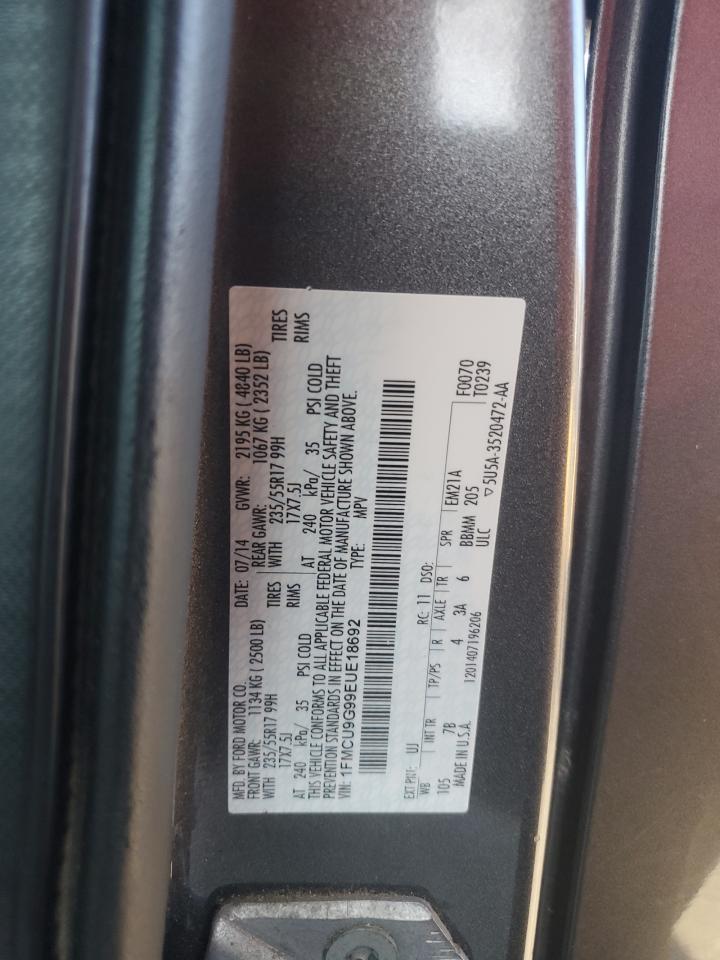 MFD. BY FORD MOTOR CO. DATE: 07/14 GVWR: 2195 KG ( 4840 LB)
FRONT GAWR: 1134 KG ( 2500 LB) REAR GAWR: 1067 KG ( 2352 LB)
WITH 235/55R17 99H TIRES WITH 235/55R17 99H TIRES
17X7.5J RIMS 17X7.5J RIMS
AT 240 kPa/ 35 PSI COLD AT 240 kPa/ 35 PSI COLD
THIS VEHICLE CONFORMS TO ALL APPLICABLE FEDERAL MOTOR VEHICLE SAFETY AND THEFT
PREVENTION STANDARDS IN EFFECT ON THE DATE OF MANUFACTURE SHOWN ABOVE.
VIN: 1FMCU9G99EUE18692 TYPE: MPV
EXT PNT: UJ RC: 11 DSO: F0070
WB INT TR TP/PS R AXLE TR SPR EM21A T0239
105 7B 4 3A 6 BBMM 205
MADE IN U.S.A. 1201407196206 ULC ▽5U5A-3520472-AA